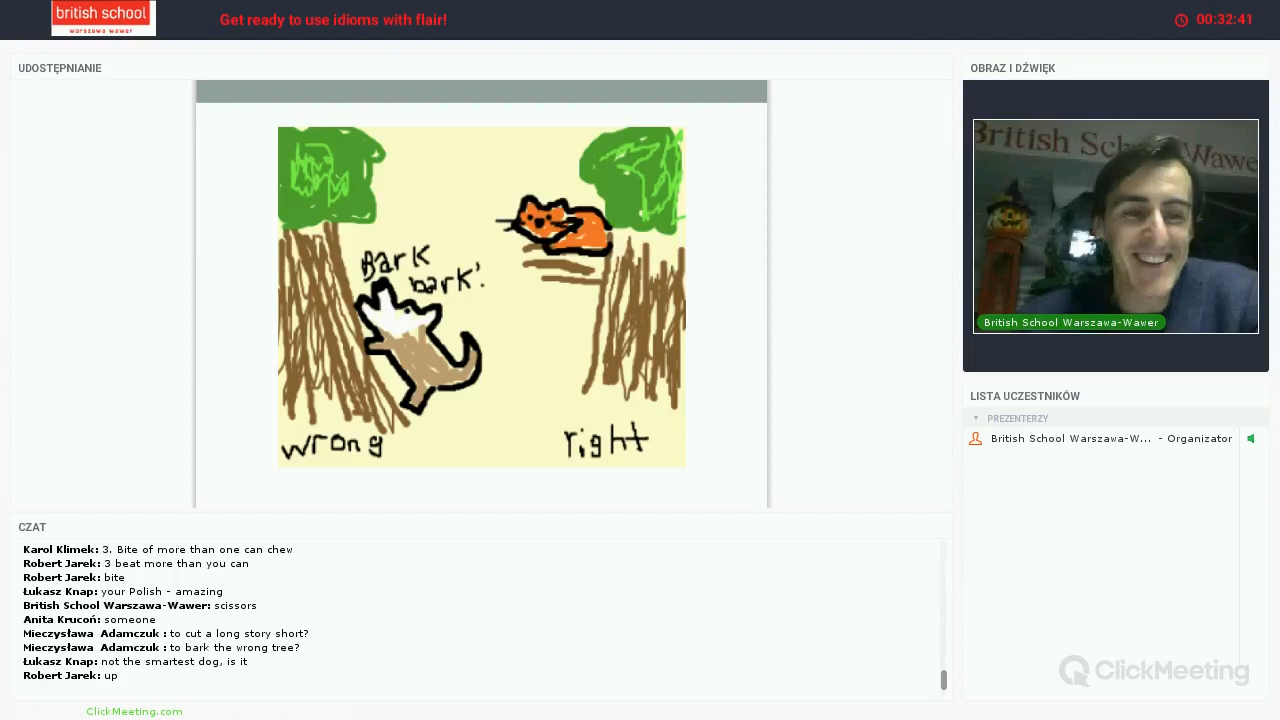 british school
warszawa wawer
Get ready to use idioms with flair!
00:32:41
UDOSTĘPNIANIE
OBRAZ I DŹWIĘK
Bark
bark!
wrong
right
British School Wawe
British School Warszawa-Wawer
LISTA UCZESTNIKÓW
PREZENTERZY
British School Warszawa-W... - Organizator
CZAT
Karol Klimek: 3. Bite of more than one can chew
Robert Jarek: 3 beat more than you can
Robert Jarek: bite
Łukasz Knap: your Polish - amazing
British School Warszawa-Wawer: scissors
Anita Krucoń: someone
Mieczysława Adamczuk : to cut a long story short?
Mieczysława Adamczuk : to bark the wrong tree?
Łukasz Knap: not the smartest dog, is it
Robert Jarek: up
ClickMeeting
ClickMeeting.com